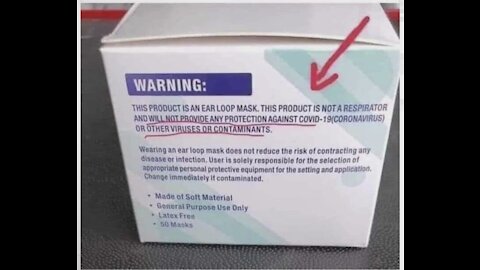 WARNING:
THIS PRODUCT IS AN EAR LOOP MASK. THIS PRODUCT IS NOT A RESPIRATOR
AND WILL NOT PROVIDE ANY PROTECTION AGAINST COVID-19(CORONAVIRUS)
OR OTHER VIRUSES OR CONTAMINANTS.
Wearing an ear loop mask does not reduce the risk of contracting any
disease or infection. User is solely responsible for the selection of
appropriate personal protective equipment for the setting and application.
Change immediately if contaminated.
• Made of Soft Material
• General Purpose Use Only
• Latex Free
• 50 Masks